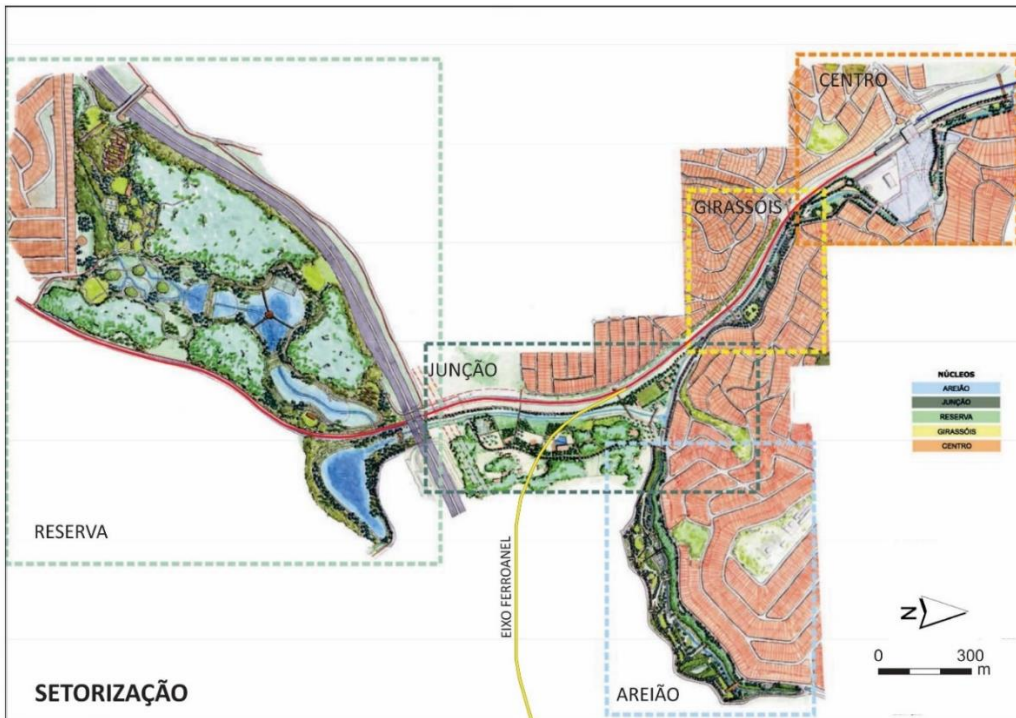 CENTRO
GIRASSÓIS
JUNÇÃO
NÚCLEOS
AREIÃO
JUNÇÃO
RESERVA
GIRASSÓIS
CENTRO
RESERVA
EIXO FERROANEL
N
0 300
m
SETORIZAÇÃO
AREIÃO